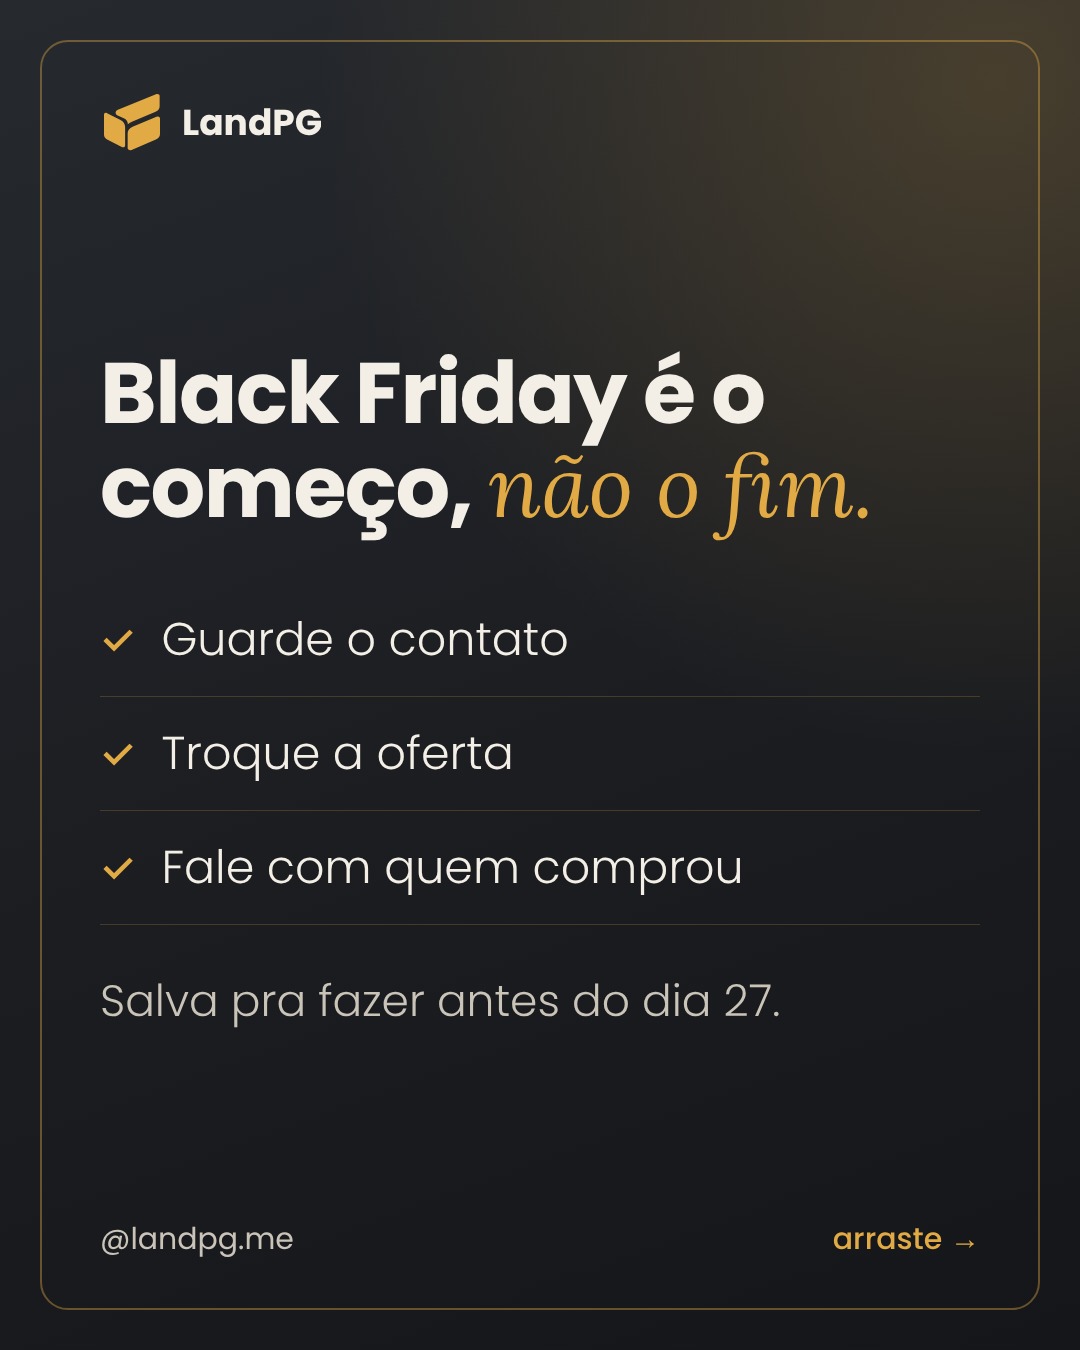 LandPG
Black Friday é o
começo, não o fim.
Guarde o contato
Troque a oferta
Fale com quem comprou
Salva pra fazer antes do dia 27.
@landpg.me
arraste →